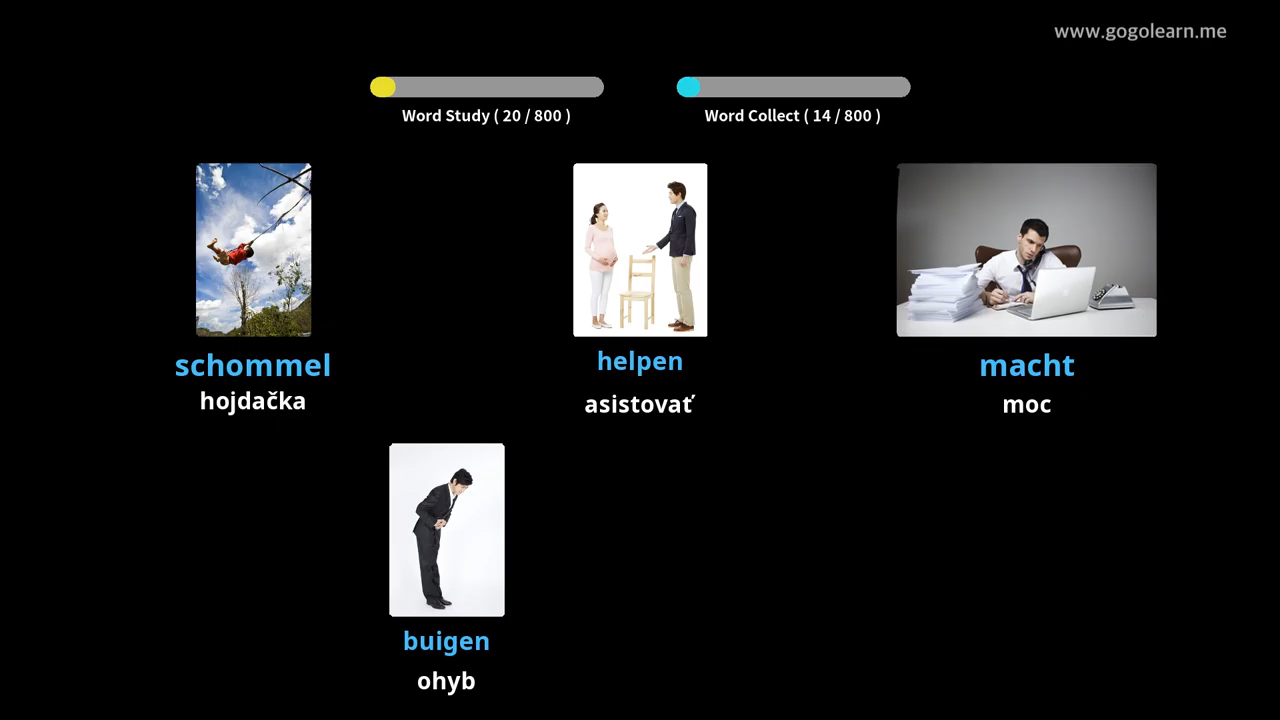 www.gogolearn.me
Word Study ( 20 / 800 )
Word Collect ( 14 / 800 )
schommel
hojdačka
helpen
asistovať
macht
moc
buigen
ohyb